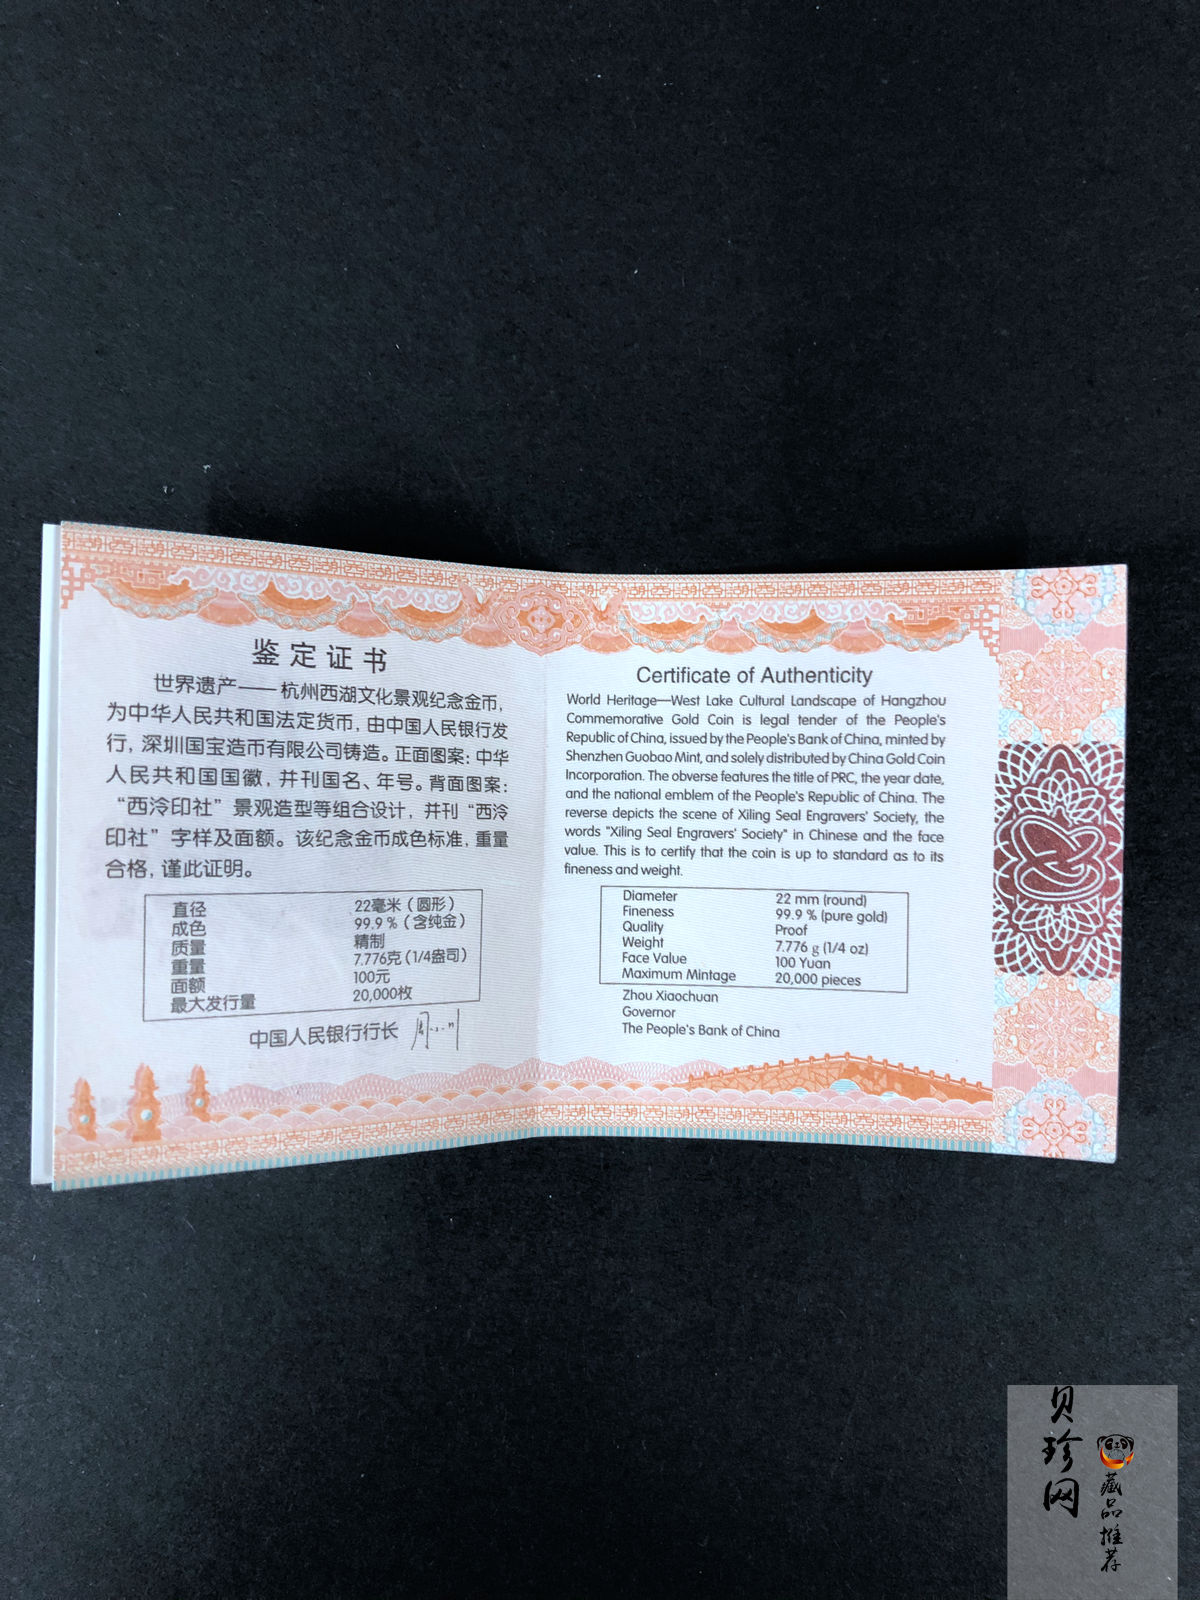 鉴定证书
世界遗产——杭州西湖文化景观纪念金币，
为中华人民共和国法定货币，由中国人民银行发
行，深圳国宝造币有限公司铸造。正面图案：中华
人民共和国国徽，并刊国名、年号。背面图案：
“西泠印社”景观造型等组合设计，并刊“西泠
印社”字样及面额。该纪念金币成色标准，重量
合格，谨此证明。
直径 22毫米（圆形）
成色 99.9％（含纯金）
质量 精制
重量 7.776克（1/4盎司）
面额 100元
最大发行量 20,000枚
中国人民银行行长
Certificate of Authenticity
World Heritage—West Lake Cultural Landscape of Hangzhou
Commemorative Gold Coin is legal tender of the People's
Republic of China, issued by the People's Bank of China, minted by
Shenzhen Guobao Mint, and solely distributed by China Gold Coin
Incorporation. The obverse features the title of PRC, the year date,
and the national emblem of the People's Republic of China. The
reverse depicts the scene of Xiling Seal Engravers' Society, the
words "Xiling Seal Engravers' Society" in Chinese and the face
value. This is to certify that the coin is up to standard as to its
fineness and weight.
Diameter 22 mm (round)
Fineness 99.9 % (pure gold)
Quality Proof
Weight 7.776 g (1/4 oz)
Face Value 100 Yuan
Maximum Mintage 20,000 pieces
Zhou Xiaochuan
Governor
The People's Bank of China
贝珍网
藏品推荐